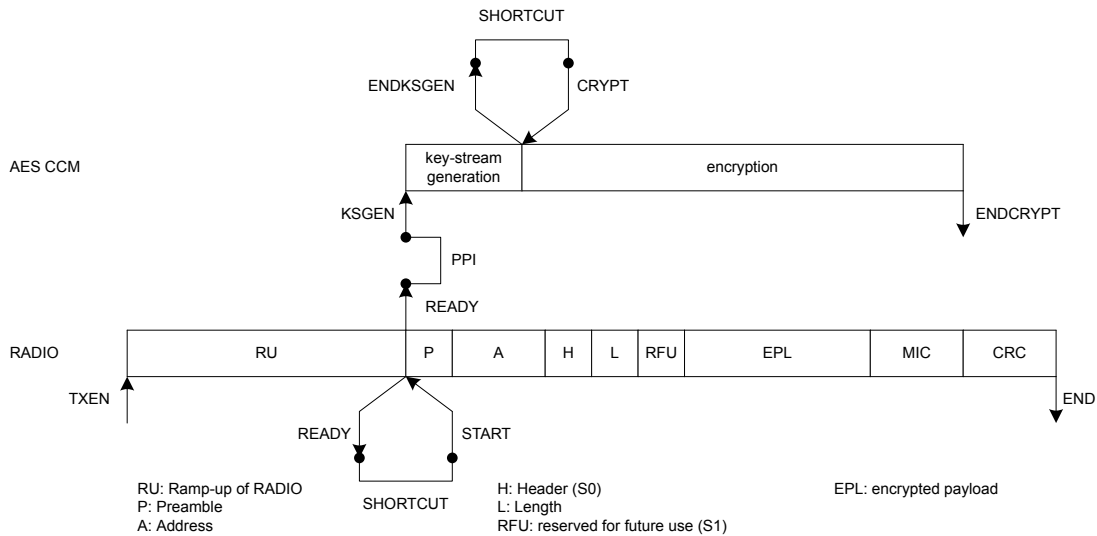 SHORTCUT
ENDKSGEN
CRYPT
AES CCM
key-stream
generation
encryption
KSGEN
ENDCRYPT
PPI
READY
RADIO
RU
P
A
H
L
RFU
EPL
MIC
CRC
TXEN
END
READY
START
SHORTCUT
RU: Ramp-up of RADIO
P: Preamble
A: Address
H: Header (S0)
L: Length
RFU: reserved for future use (S1)
EPL: encrypted payload